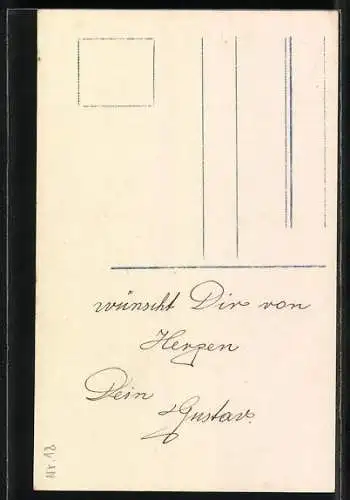 wünscht Dir von
Herzen
Dein
Gustav.